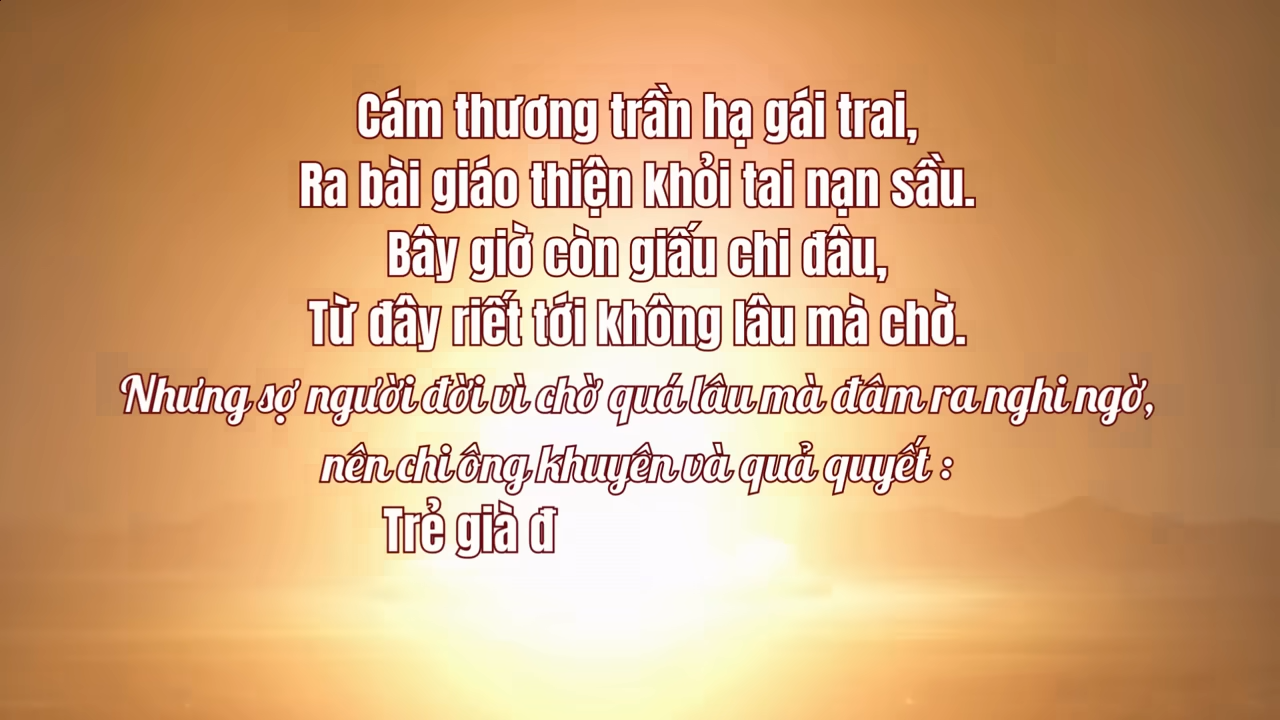 Cám thương trần hạ gái trai,
Ra bài giáo thiện khỏi tai nạn sầu.
Bây giờ còn giấu chi đâu,
Từ đây riết tới không lâu mà chờ.
Nhưng sợ người đời vì chờ quá lâu mà đâm ra nghi ngờ,
nên chi ông khuyên và quả quyết :
Trẻ già đ